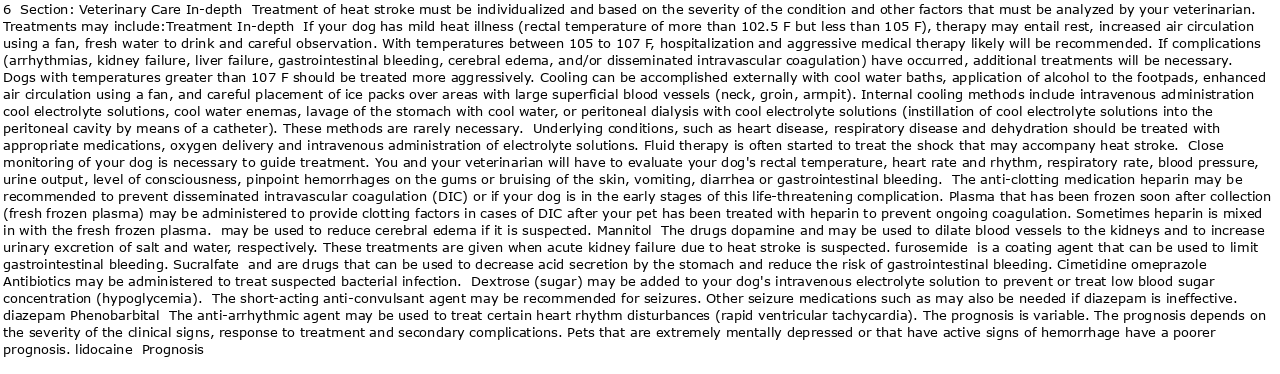 6  Section: Veterinary Care In-depth  Treatment of heat stroke must be individualized and based on the severity of the condition and other factors that must be analyzed by your veterinarian.
Treatments may include:Treatment In-depth  If your dog has mild heat illness (rectal temperature of more than 102.5 F but less than 105 F), therapy may entail rest, increased air circulation
using a fan, fresh water to drink and careful observation. With temperatures between 105 to 107 F, hospitalization and aggressive medical therapy likely will be recommended. If complications
(arrhythmias, kidney failure, liver failure, gastrointestinal bleeding, cerebral edema, and/or disseminated intravascular coagulation) have occurred, additional treatments will be necessary.
Dogs with temperatures greater than 107 F should be treated more aggressively. Cooling can be accomplished externally with cool water baths, application of alcohol to the footpads, enhanced
air circulation using a fan, and careful placement of ice packs over areas with large superficial blood vessels (neck, groin, armpit). Internal cooling methods include intravenous administration
cool electrolyte solutions, cool water enemas, lavage of the stomach with cool water, or peritoneal dialysis with cool electrolyte solutions (instillation of cool electrolyte solutions into the
peritoneal cavity by means of a catheter). These methods are rarely necessary.  Underlying conditions, such as heart disease, respiratory disease and dehydration should be treated with
appropriate medications, oxygen delivery and intravenous administration of electrolyte solutions. Fluid therapy is often started to treat the shock that may accompany heat stroke.  Close
monitoring of your dog is necessary to guide treatment. You and your veterinarian will have to evaluate your dog's rectal temperature, heart rate and rhythm, respiratory rate, blood pressure,
urine output, level of consciousness, pinpoint hemorrhages on the gums or bruising of the skin, vomiting, diarrhea or gastrointestinal bleeding.  The anti-clotting medication heparin may be
recommended to prevent disseminated intravascular coagulation (DIC) or if your dog is in the early stages of this life-threatening complication. Plasma that has been frozen soon after collection
(fresh frozen plasma) may be administered to provide clotting factors in cases of DIC after your pet has been treated with heparin to prevent ongoing coagulation. Sometimes heparin is mixed
in with the fresh frozen plasma.  may be used to reduce cerebral edema if it is suspected. Mannitol  The drugs dopamine and may be used to dilate blood vessels to the kidneys and to increase
urinary excretion of salt and water, respectively. These treatments are given when acute kidney failure due to heat stroke is suspected. furosemide  is a coating agent that can be used to limit
gastrointestinal bleeding. Sucralfate  and are drugs that can be used to decrease acid secretion by the stomach and reduce the risk of gastrointestinal bleeding. Cimetidine omeprazole
Antibiotics may be administered to treat suspected bacterial infection.  Dextrose (sugar) may be added to your dog's intravenous electrolyte solution to prevent or treat low blood sugar
concentration (hypoglycemia).  The short-acting anti-convulsant agent may be recommended for seizures. Other seizure medications such as may also be needed if diazepam is ineffective.
diazepam Phenobarbital  The anti-arrhythmic agent may be used to treat certain heart rhythm disturbances (rapid ventricular tachycardia). The prognosis is variable. The prognosis depends on
the severity of the clinical signs, response to treatment and secondary complications. Pets that are extremely mentally depressed or that have active signs of hemorrhage have a poorer
prognosis. lidocaine  Prognosis